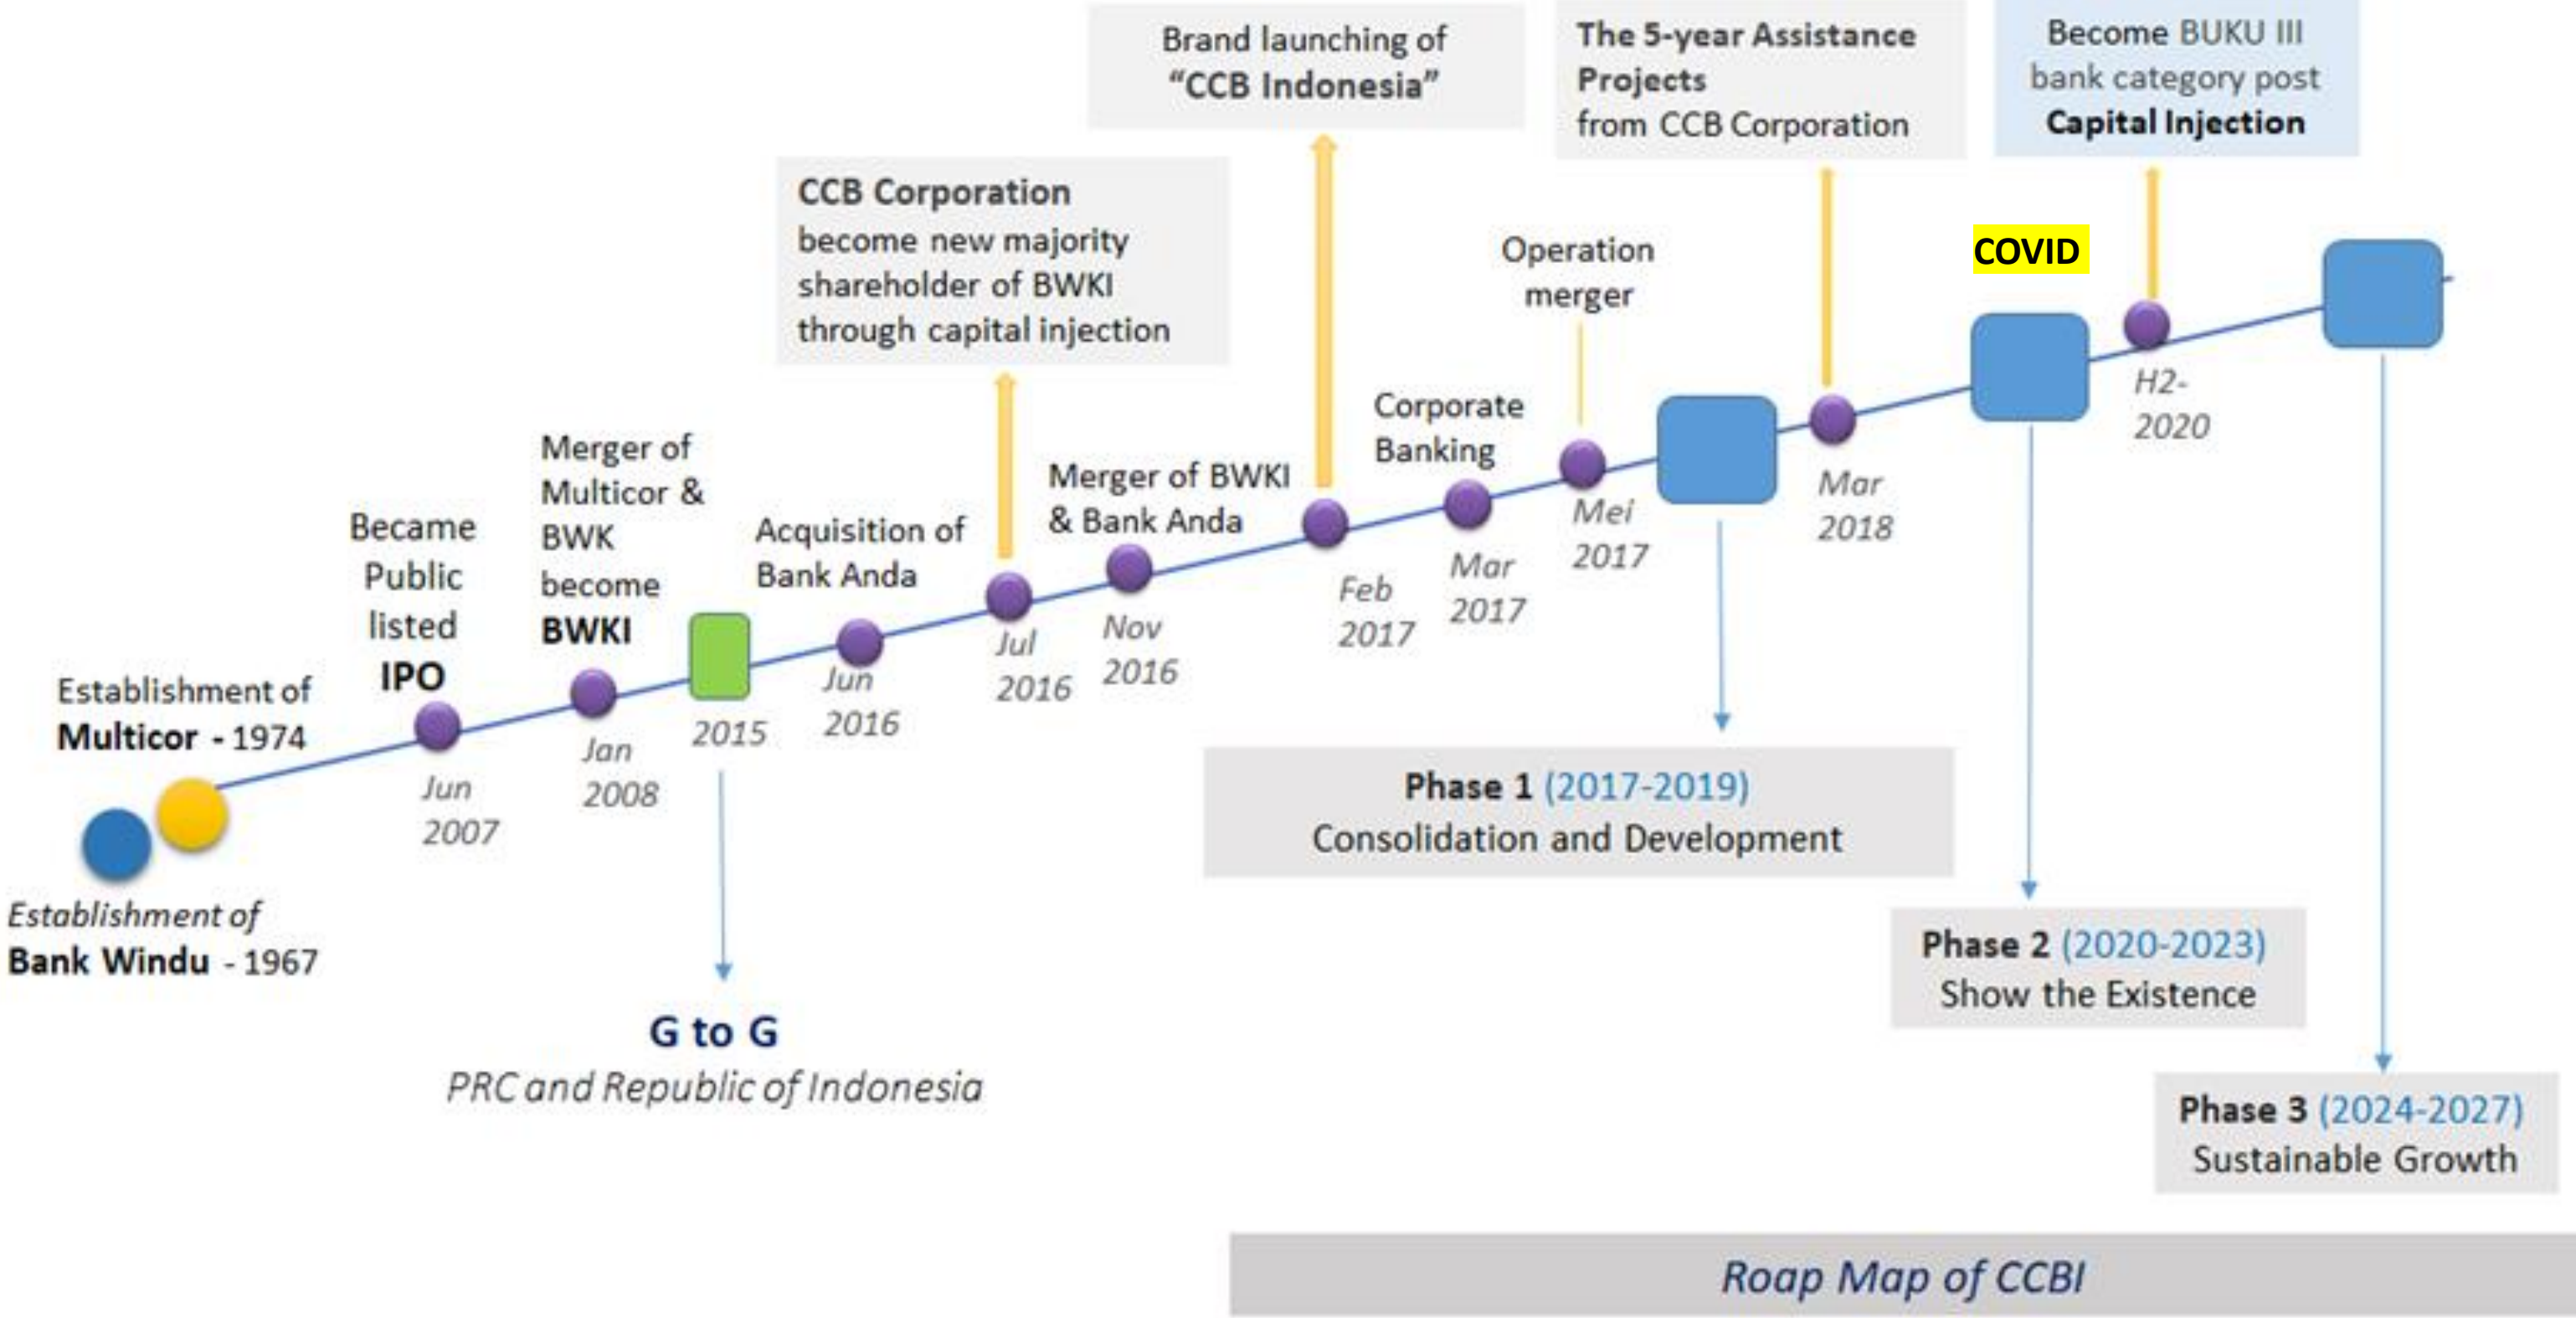 Establishment of
Bank Windu - 1967
Establishment of
Multicor - 1974
Became
Public
listed
IPO
Jun
2007
Merger of
Multicor &
BWK
become
BWKI
Jan
2008
2015
G to G
PRC and Republic of Indonesia
Acquisition of
Bank Anda
Jun
2016
CCB Corporation
become new majority
shareholder of BWKI
through capital injection
Jul
2016
Merger of BWKI
& Bank Anda
Nov
2016
Brand launching of
“CCB Indonesia”
Feb
2017
Corporate
Banking
Mar
2017
Operation
merger
Mei
2017
Phase 1 (2017-2019)
Consolidation and Development
The 5-year Assistance
Projects
from CCB Corporation
Mar
2018
COVID
Phase 2 (2020-2023)
Show the Existence
Become BUKU III
bank category post
Capital Injection
H2-
2020
Phase 3 (2024-2027)
Sustainable Growth
Roap Map of CCBI